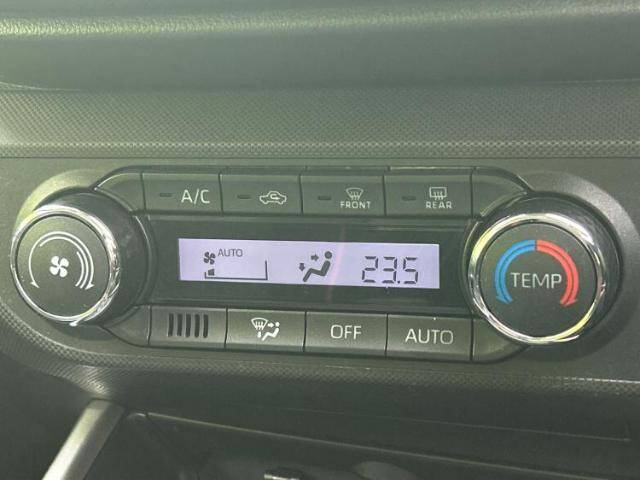 A/C
FRONT
REAR
AUTO
23.5
TEMP
OFF
AUTO